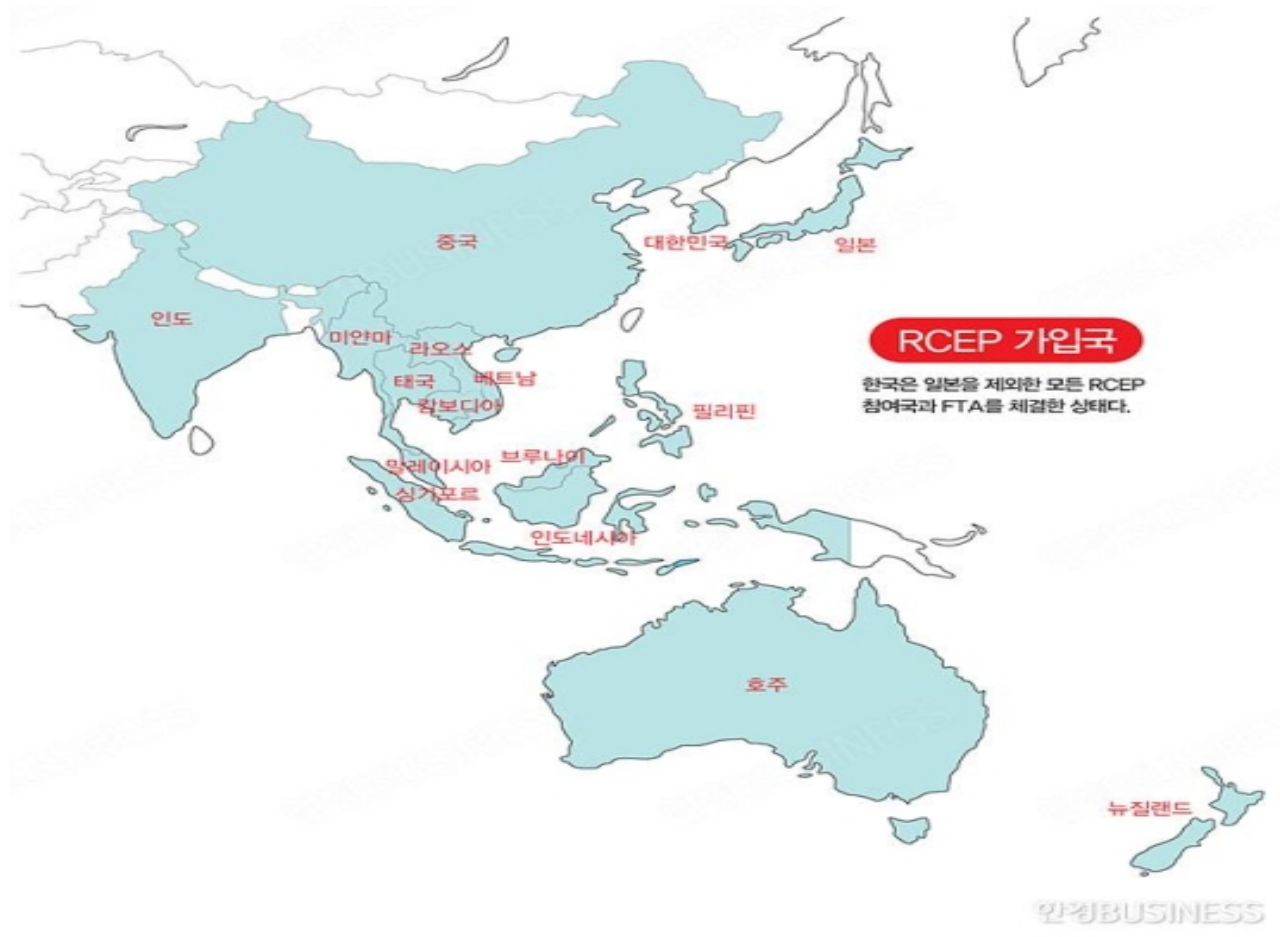 중국
대한민국
일본
인도
미얀마
라오스
태국
베트남
캄보디아
RCEP 가입국
한국은 일본을 제외한 모든 RCEP
참여국과 FTA를 체결한 상태다.
필리핀
말레이시아
브루나이
싱가포르
인도네시아
호주
뉴질랜드
한경BUSINESS